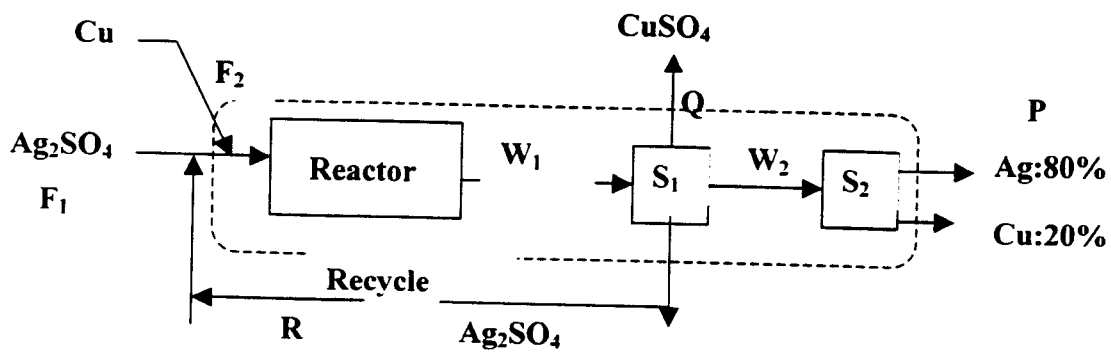 Cu
CuSO₄
F₂
Q
P
Ag₂SO₄
F₁
Reactor
W₁
S₁
W₂
S₂
Ag:80%
Cu:20%
Recycle
R
Ag₂SO₄